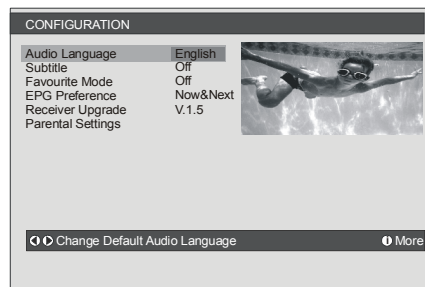 CONFIGURATION
Audio Language English
Subtitle Off
Favourite Mode Off
EPG Preference Now&Next
Receiver Upgrade V.1.5
Parental Settings
Change Default Audio Language i More